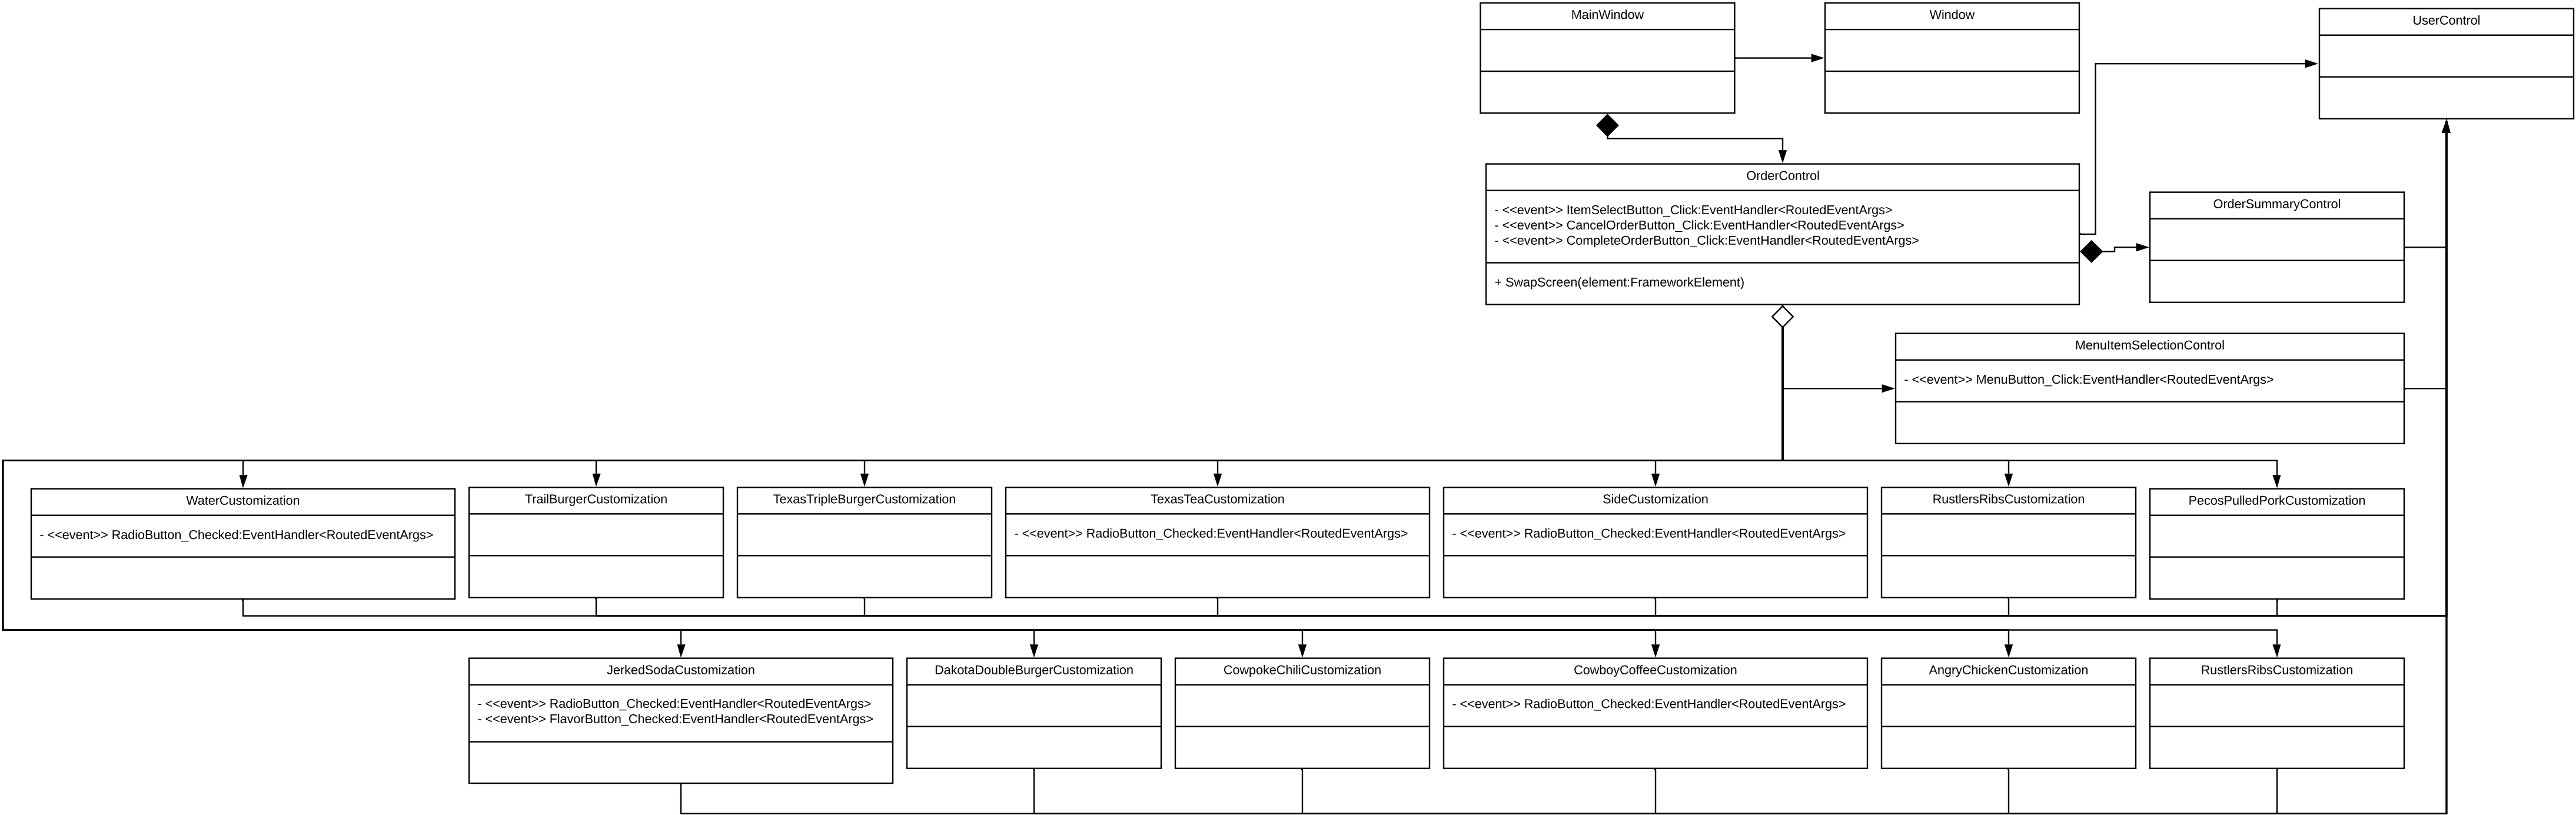 MainWindow
Window
UserControl
OrderControl
- <<event>> ItemSelectButton_Click:EventHandler<RoutedEventArgs>
- <<event>> CancelOrderButton_Click:EventHandler<RoutedEventArgs>
- <<event>> CompleteOrderButton_Click:EventHandler<RoutedEventArgs>
+ SwapScreen(element:FrameworkElement)
OrderSummaryControl
MenuItemSelectionControl
- <<event>> MenuButton_Click:EventHandler<RoutedEventArgs>
WaterCustomization
- <<event>> RadioButton_Checked:EventHandler<RoutedEventArgs>
TrailBurgerCustomization
TexasTripleBurgerCustomization
TexasTeaCustomization
- <<event>> RadioButton_Checked:EventHandler<RoutedEventArgs>
SideCustomization
- <<event>> RadioButton_Checked:EventHandler<RoutedEventArgs>
RustlersRibsCustomization
PecosPulledPorkCustomization
JerkedSodaCustomization
- <<event>> RadioButton_Checked:EventHandler<RoutedEventArgs>
- <<event>> FlavorButton_Checked:EventHandler<RoutedEventArgs>
DakotaDoubleBurgerCustomization
CowpokeChiliCustomization
CowboyCoffeeCustomization
- <<event>> RadioButton_Checked:EventHandler<RoutedEventArgs>
AngryChickenCustomization
RustlersRibsCustomization